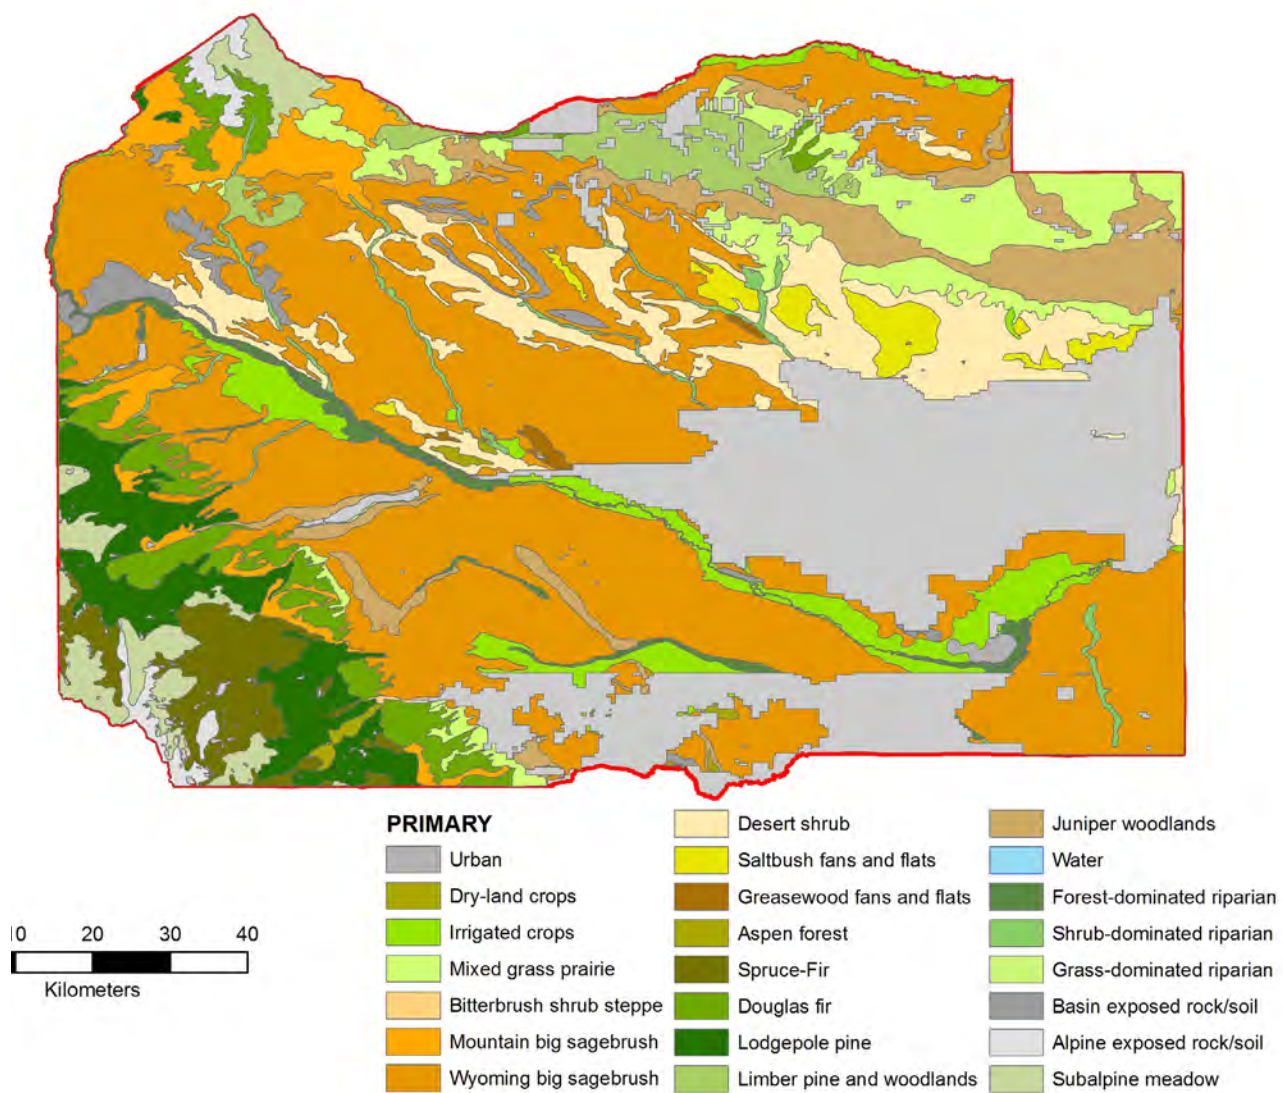 PRIMARY
Urban
Dry-land crops
Irrigated crops
Mixed grass prairie
Bitterbrush shrub steppe
Mountain big sagebrush
Wyoming big sagebrush
Desert shrub
Saltbush fans and flats
Greasewood fans and flats
Aspen forest
Spruce-Fir
Douglas fir
Lodgepole pine
Limber pine and woodlands
Juniper woodlands
Water
Forest-dominated riparian
Shrub-dominated riparian
Grass-dominated riparian
Basin exposed rock/soil
Alpine exposed rock/soil
Subalpine meadow
0 20 30 40
Kilometers